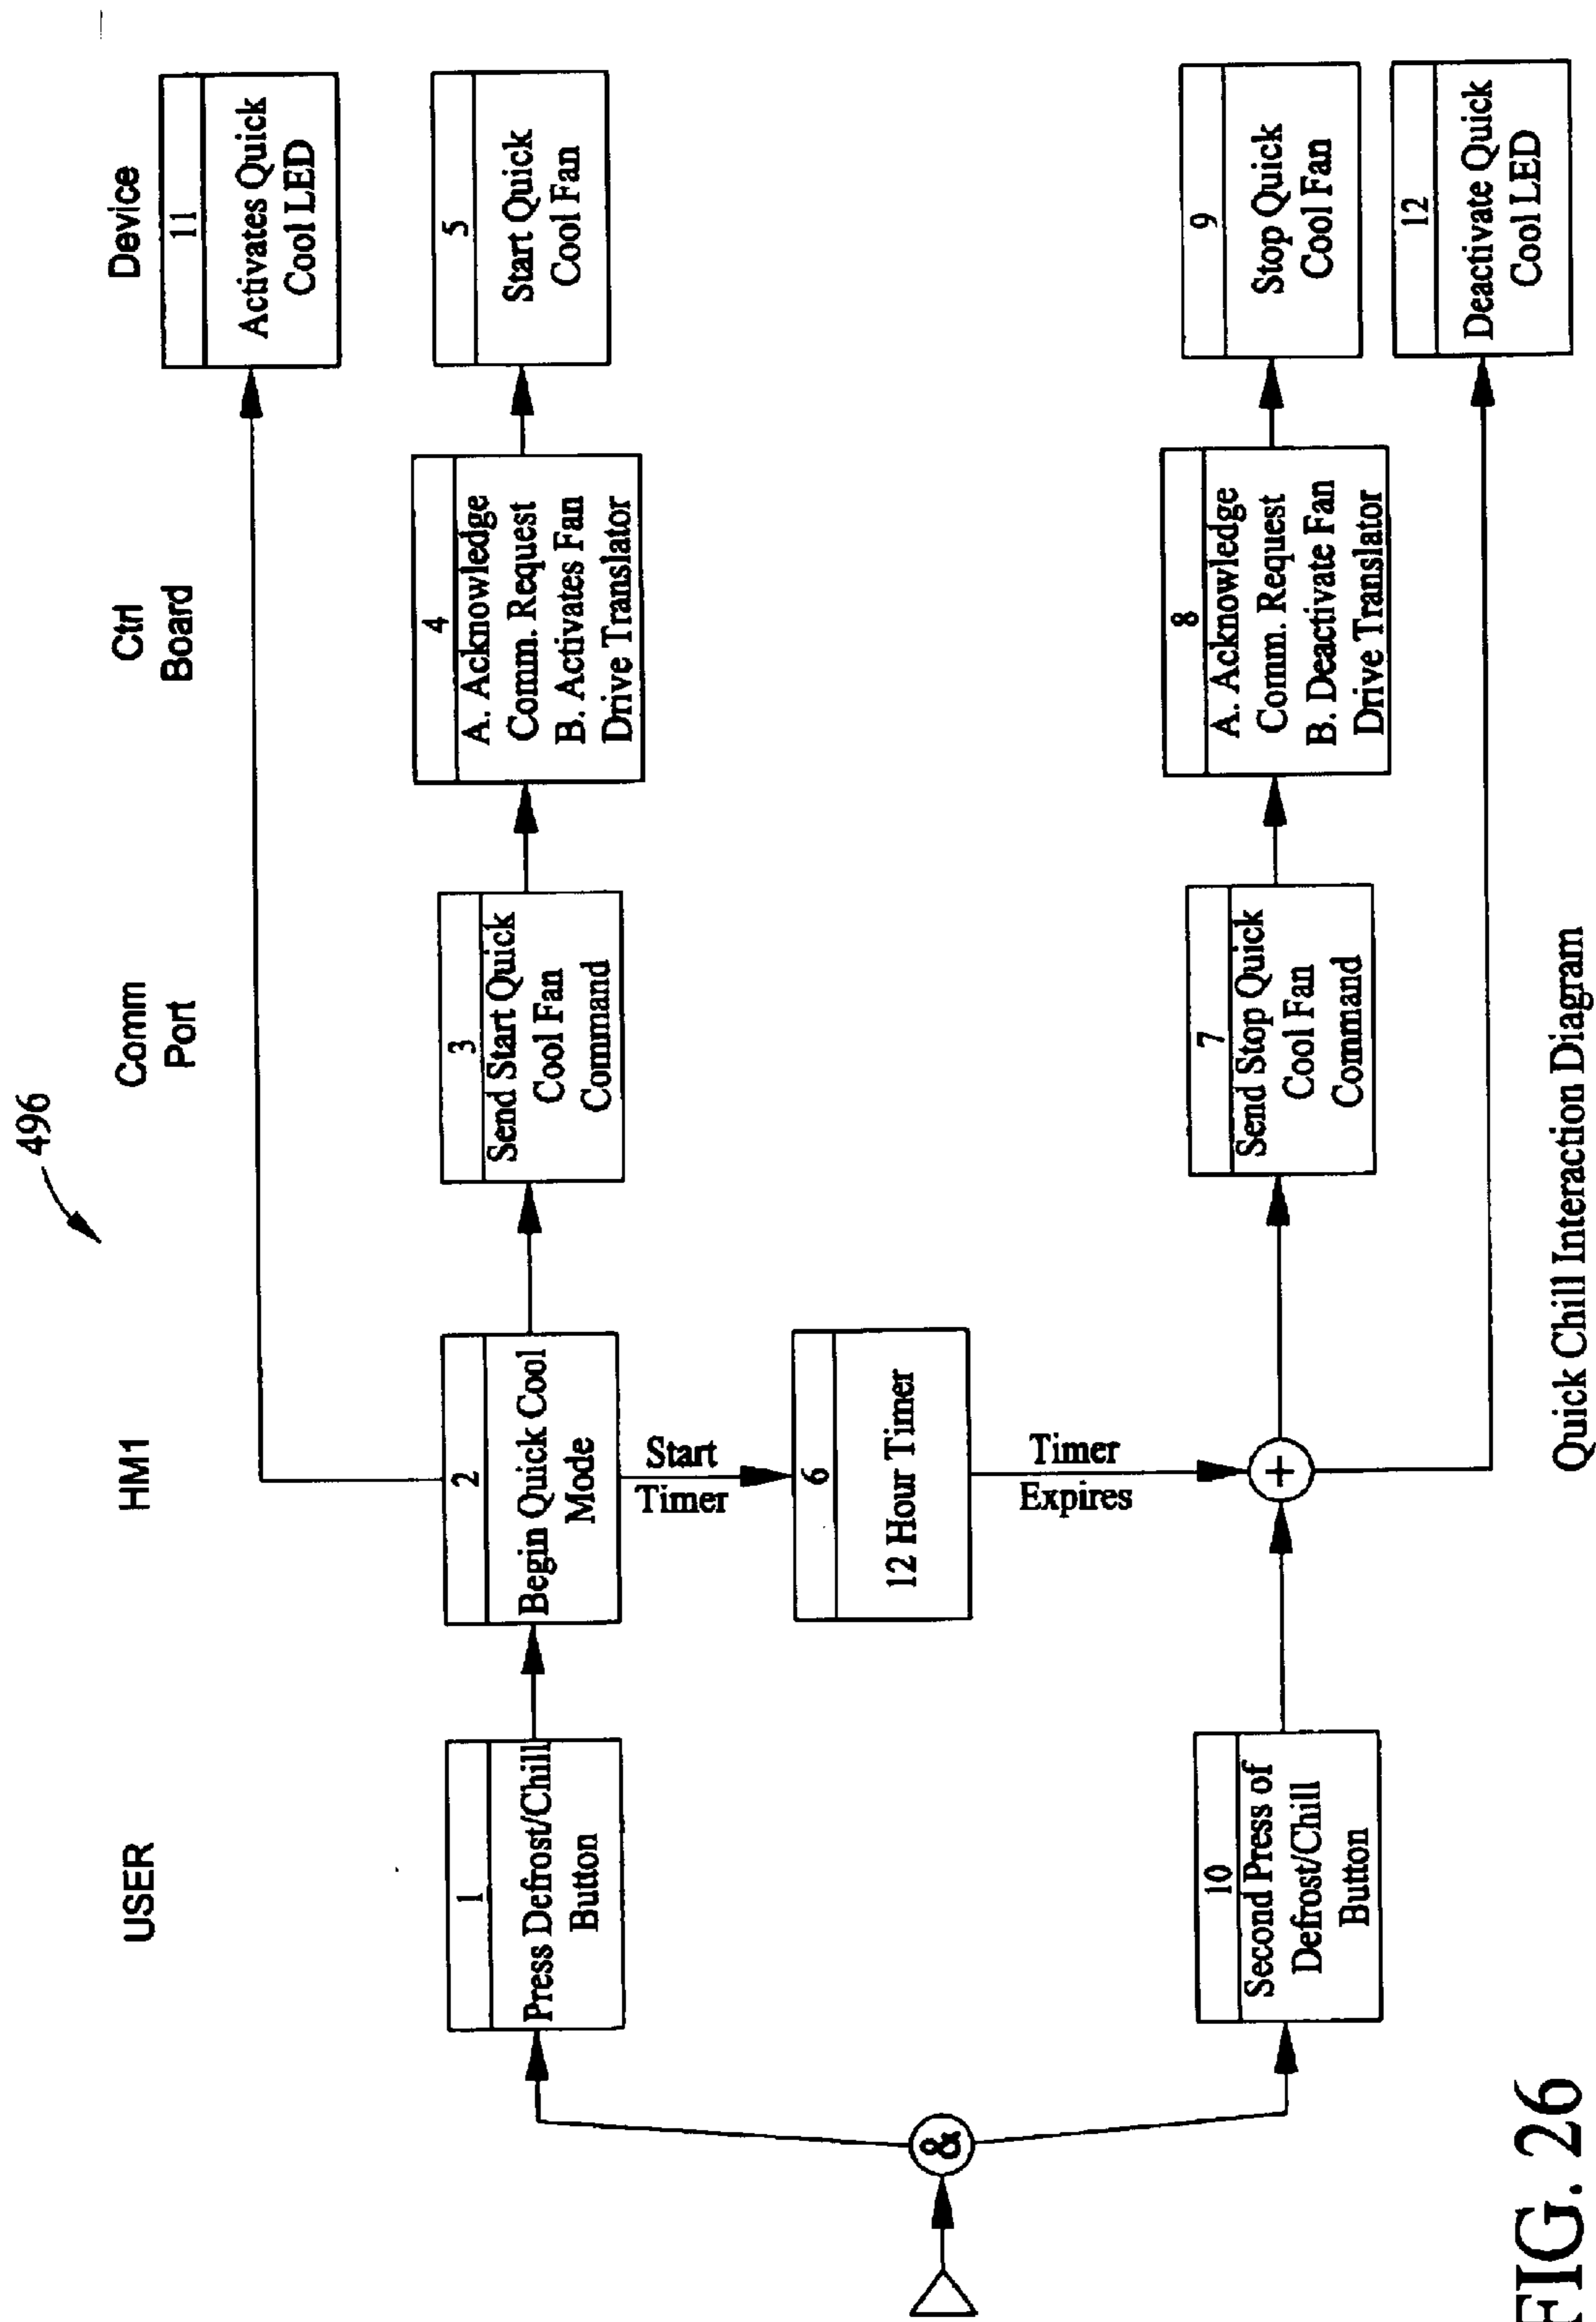 496
USER
HM1
Comm
Port
Ctrl
Board
Device
11
Activates Quick
Cool LED
1
Press Defrost/Chill
Button
2
Begin Quick Cool
Mode
3
Send Start Quick
Cool Fan
Command
4
A. Acknowledge
Comm. Request
B. Activates Fan
Drive Translator
5
Start Quick
Cool Fan
Start
Timer
6
12 Hour Timer
Timer
Expires
&
+
10
Second Press of
Defrost/Chill
Button
7
Send Stop Quick
Cool Fan
Command
8
A. Acknowledge
Comm. Request
B. Deactivate Fan
Drive Translator
9
Stop Quick
Cool Fan
12
Deactivate Quick
Cool LED
Quick Chill Interaction Diagram
FIG. 26